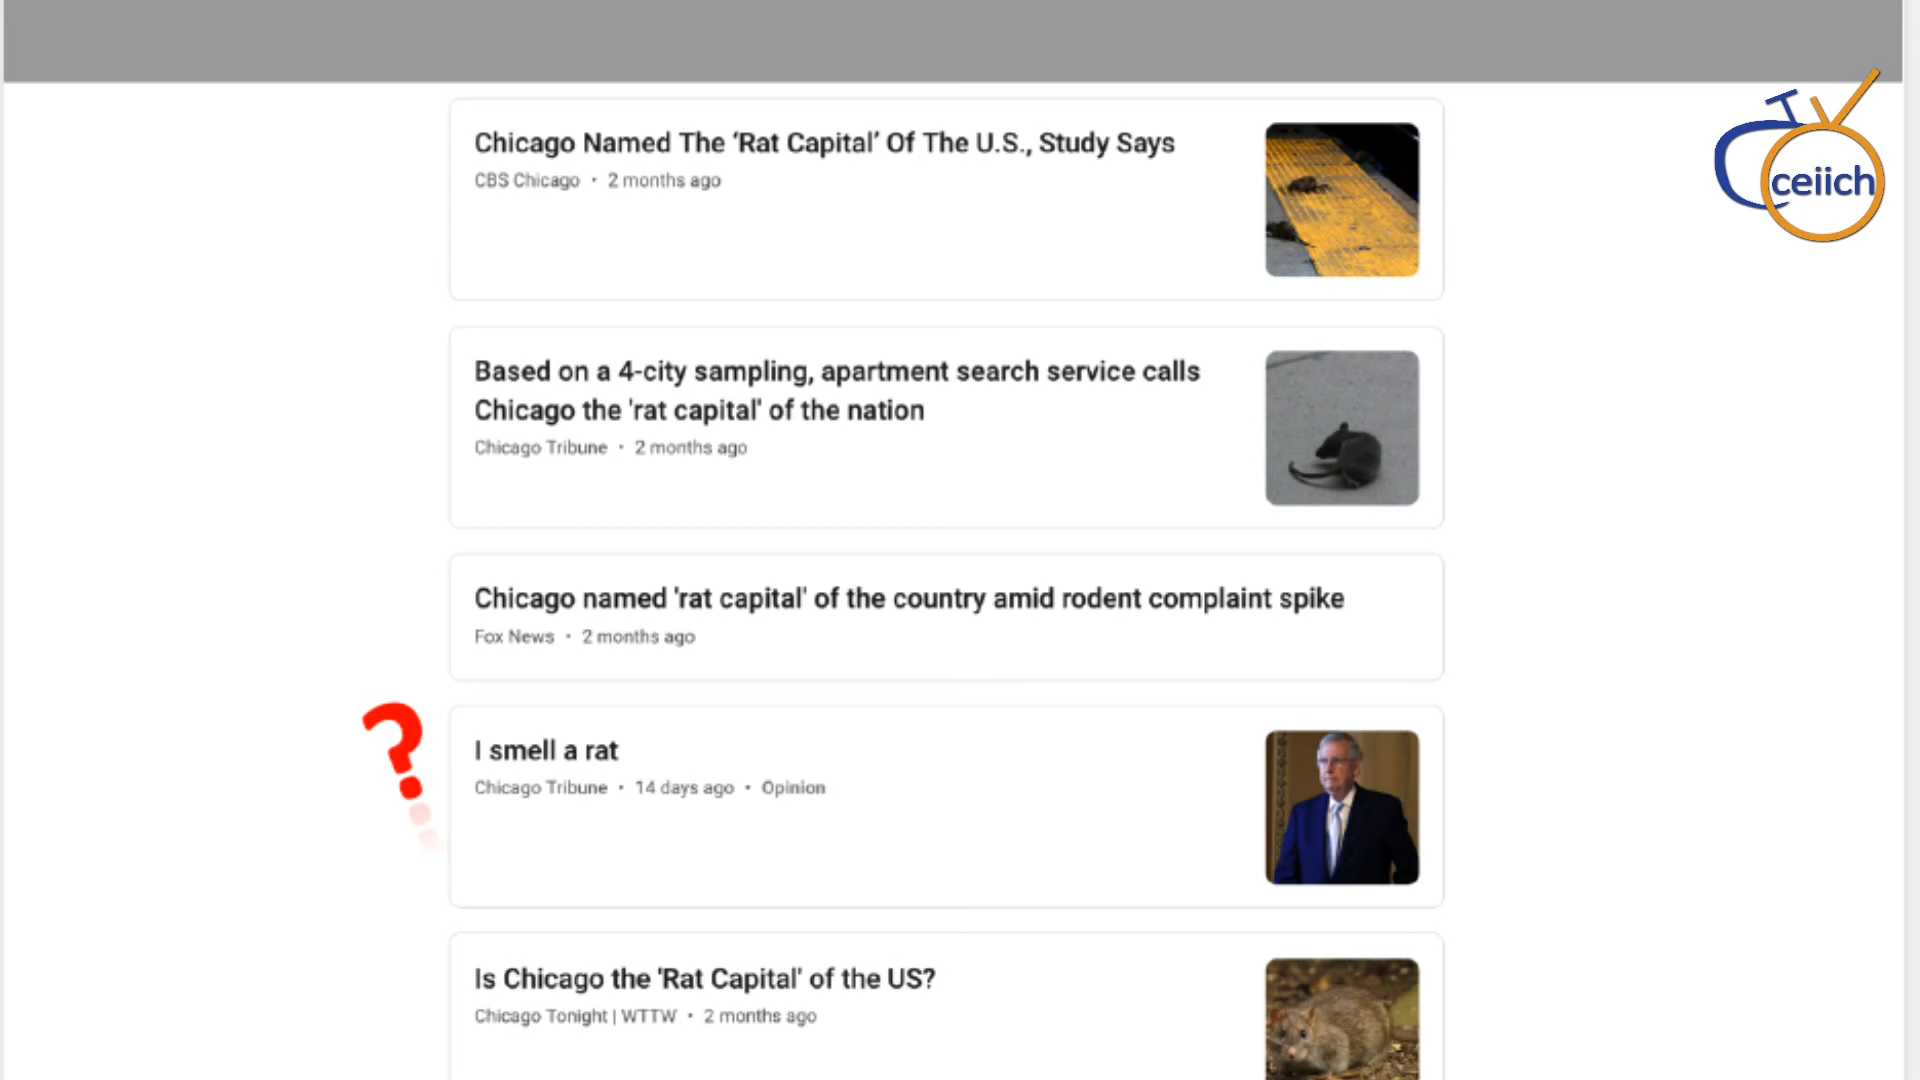 Chicago Named The ‘Rat Capital’ Of The U.S., Study Says
CBS Chicago • 2 months ago
TV
ceiich
Based on a 4-city sampling, apartment search service calls
Chicago the 'rat capital' of the nation
Chicago Tribune • 2 months ago
Chicago named 'rat capital' of the country amid rodent complaint spike
Fox News • 2 months ago
?
I smell a rat
Chicago Tribune • 14 days ago • Opinion
Is Chicago the 'Rat Capital' of the US?
Chicago Tonight | WTTW • 2 months ago